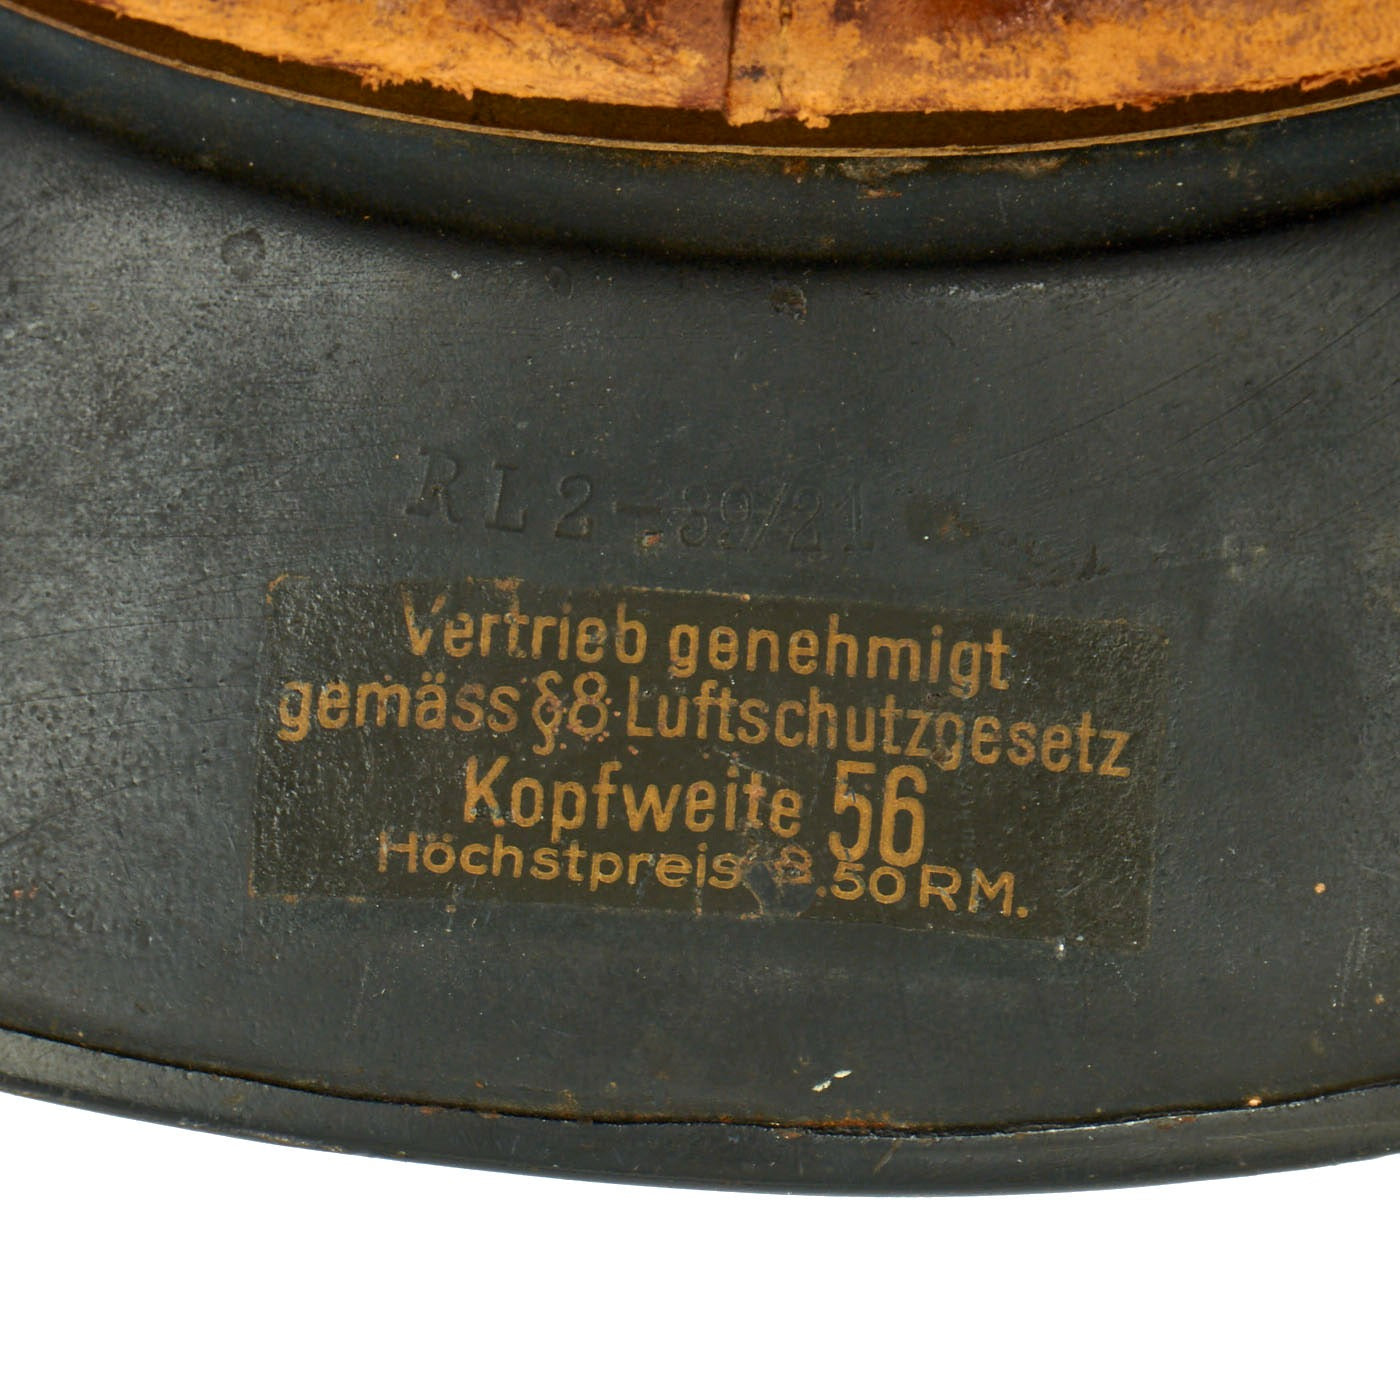 RL2-39/21
Vertrieb genehmigt
gemäss §8 Luftschutzgesetz
Kopfweite 56
Höchstpreis 8.50 RM.